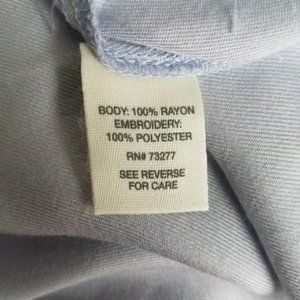 BODY: 100% RAYON
EMBROIDERY:
100% POLYESTER
RN# 73277
SEE REVERSE
FOR CARE